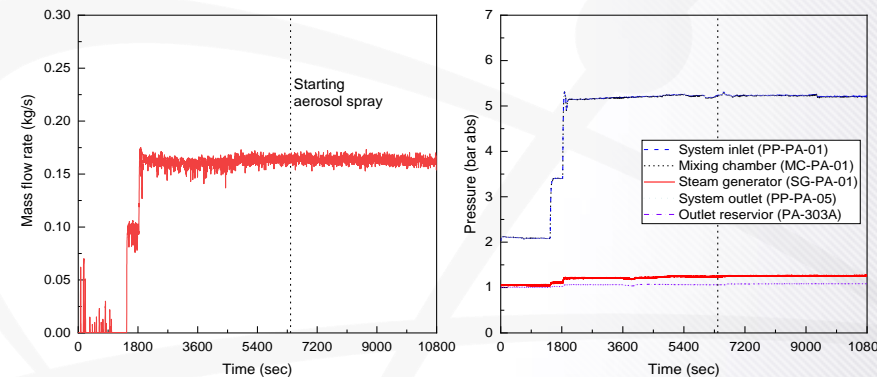 0.30
0.25
0.20
0.15
0.10
0.05
0.00
Mass flow rate (kg/s)
Starting
aerosol spray
0 1800 3600 5400 7200 9000 10800
Time (sec)
7
6
5
4
3
2
1
0
Pressure (bar abs)
System inlet (PP-PA-01)
Mixing chamber (MC-PA-01)
Steam generator (SG-PA-01)
System outlet (PP-PA-05)
Outlet reservior (PA-303A)
0 1800 3600 5400 7200 9000 1080
Time (sec)